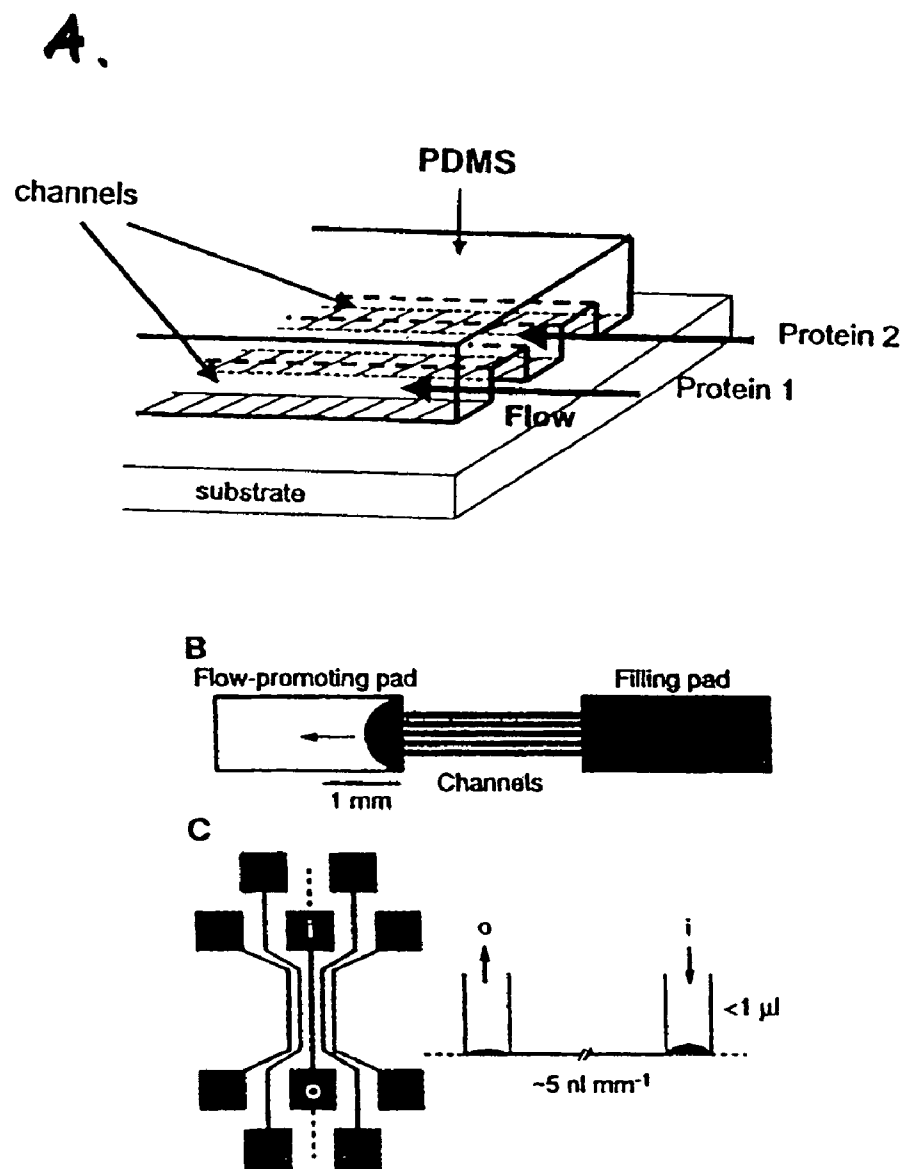 A.
PDMS
channels
Protein 2
Protein 1
Flow
substrate
B
Flow-promoting pad
Filling pad
Channels
1 mm
C
i
o
i
<1 µl
~5 nl mm-1
o